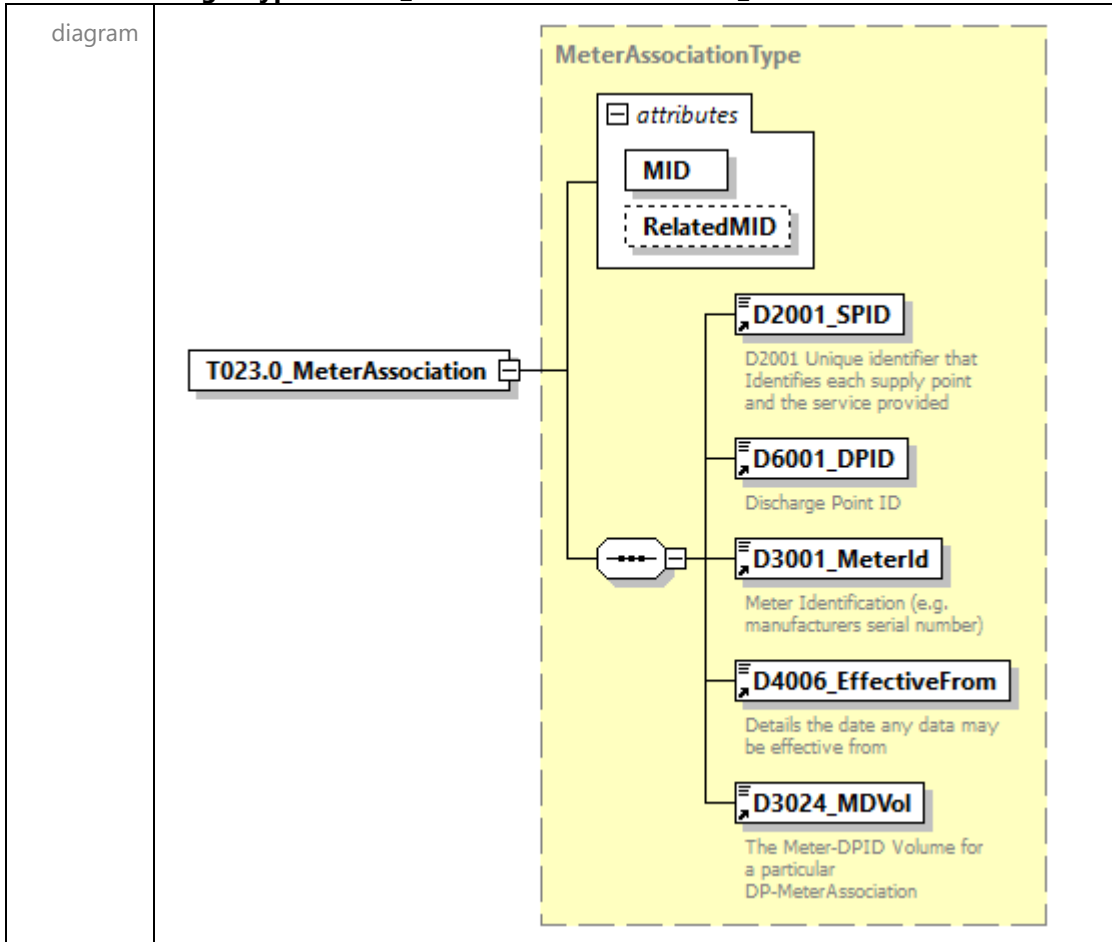 diagram
MeterAssociationType
attributes
MID
RelatedMID
T023.0_MeterAssociation
D2001_SPID
D2001 Unique identifier that
Identifies each supply point
and the service provided
D6001_DPID
Discharge Point ID
D3001_MeterId
Meter Identification (e.g.
manufacturers serial number)
D4006_EffectiveFrom
Details the date any data may
be effective from
D3024_MDVol
The Meter-DPID Volume for
a particular
DP-MeterAssociation